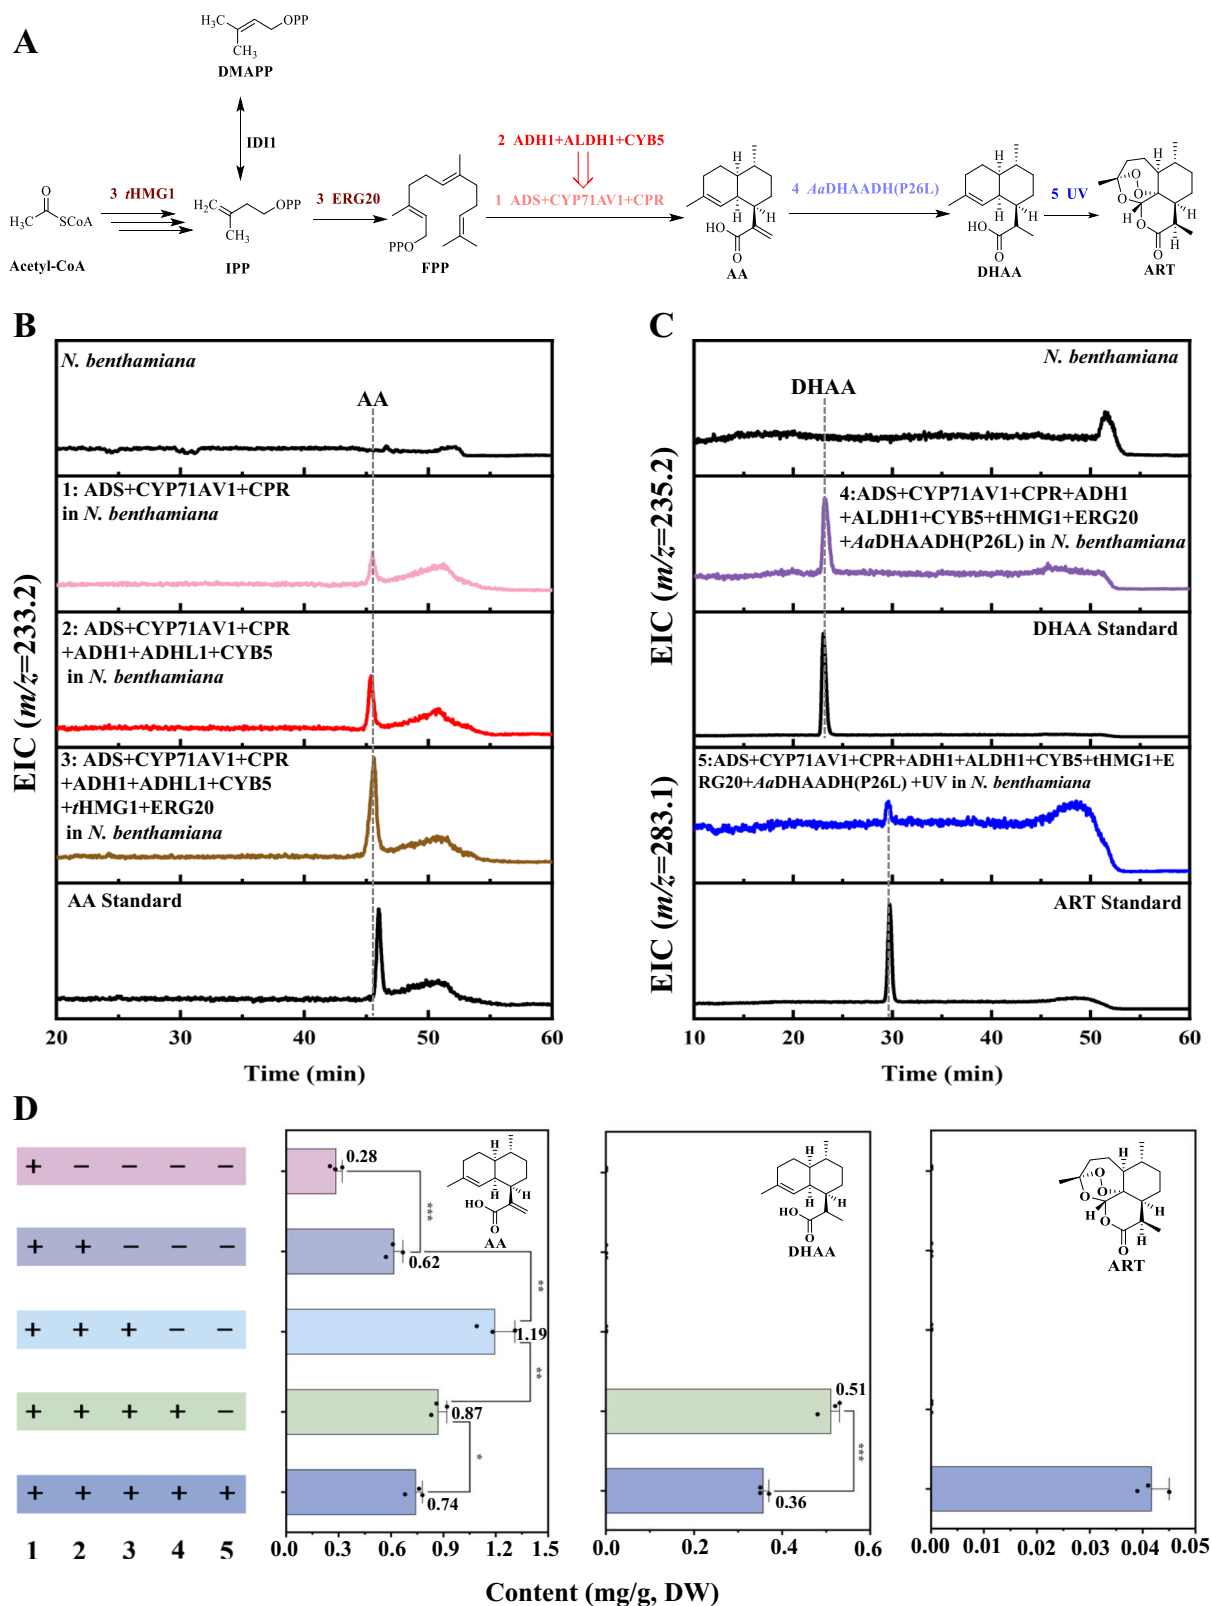 A
H₃C
OPP
CH₃
DMAPP
IDI1
2 ADH1+ALDH1+CYB5
3 tHMG1
3 ERG20
1 ADS+CYP71AV1+CPR
4 AaDHAADH(P26L)
5 UV
O
H₃C
SCoA
H₂C
OPP
CH₃
PPO
H
H
HO
O
H
H
H
HO
O
O
O
O
H
H
O
O
Acetyl-CoA
IPP
FPP
AA
DHAA
ART
B
N. benthamiana
AA
1: ADS+CYP71AV1+CPR
in N. benthamiana
2: ADS+CYP71AV1+CPR
+ADH1+ADHL1+CYB5
in N. benthamiana
3: ADS+CYP71AV1+CPR
+ADH1+ADHL1+CYB5
+tHMG1+ERG20
in N. benthamiana
AA Standard
EIC (m/z=233.2)
20 30 40 50 60
Time (min)
C
N. benthamiana
DHAA
4:ADS+CYP71AV1+CPR+ADH1
+ALDH1+CYB5+tHMG1+ERG20
+AaDHAADH(P26L) in N. benthamiana
DHAA Standard
5:ADS+CYP71AV1+CPR+ADH1+ALDH1+CYB5+tHMG1+E
RG20+AaDHAADH(P26L) +UV in N. benthamiana
ART Standard
EIC (m/z=235.2)
EIC (m/z=283.1)
10 20 30 40 50 60
Time (min)
D
+ − − − −
+ + − − −
+ + + − −
+ + + + −
+ + + + +
1 2 3 4 5
0.28
***
0.62
**
1.19
**
0.87
*
0.74
H
H
H
HO
O
AA
0.0 0.3 0.6 0.9 1.2 1.5
H
H
H
HO
O
DHAA
0.51
***
0.36
0.0 0.2 0.4 0.6
O
O
O
H
H
H
O
O
ART
0.00 0.01 0.02 0.03 0.04 0.05
Content (mg/g, DW)